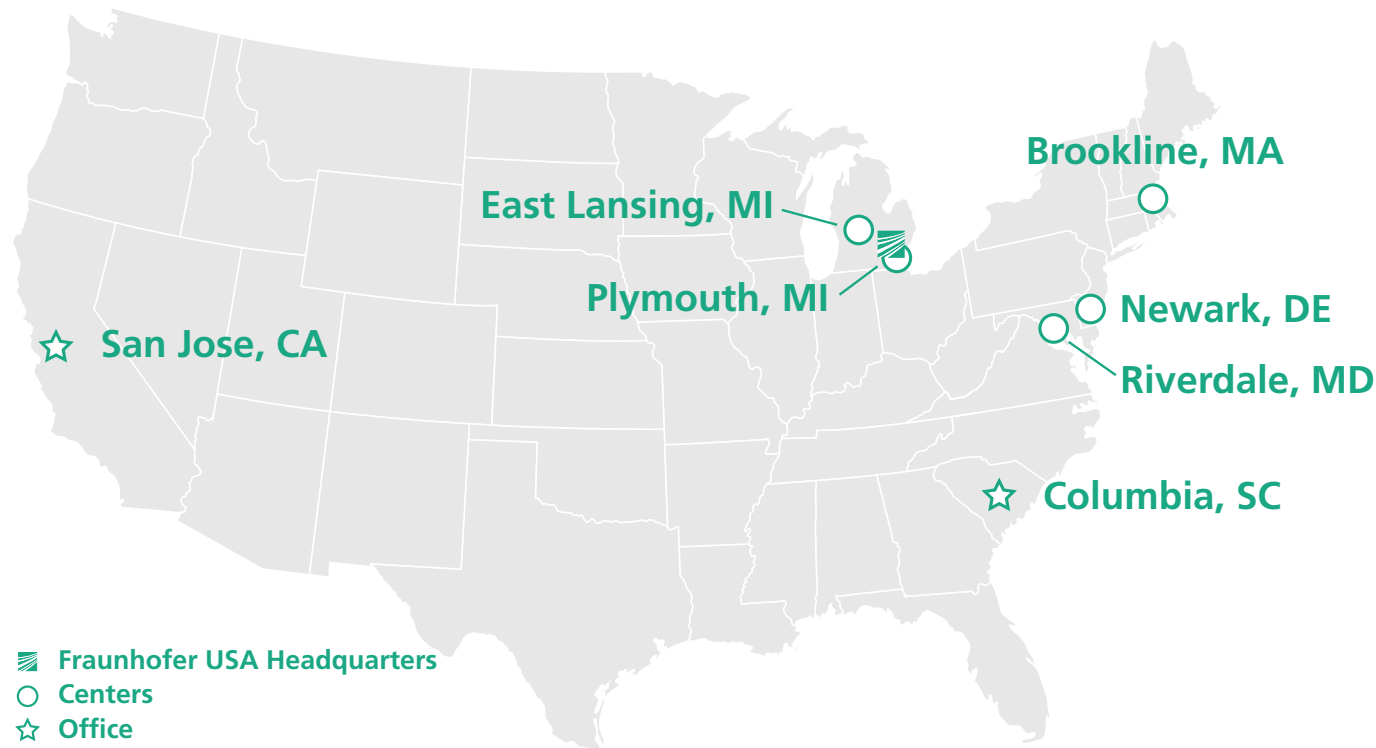 Brookline, MA
East Lansing, MI
Plymouth, MI
Newark, DE
San Jose, CA
Riverdale, MD
Columbia, SC
Fraunhofer USA Headquarters
Centers
Office